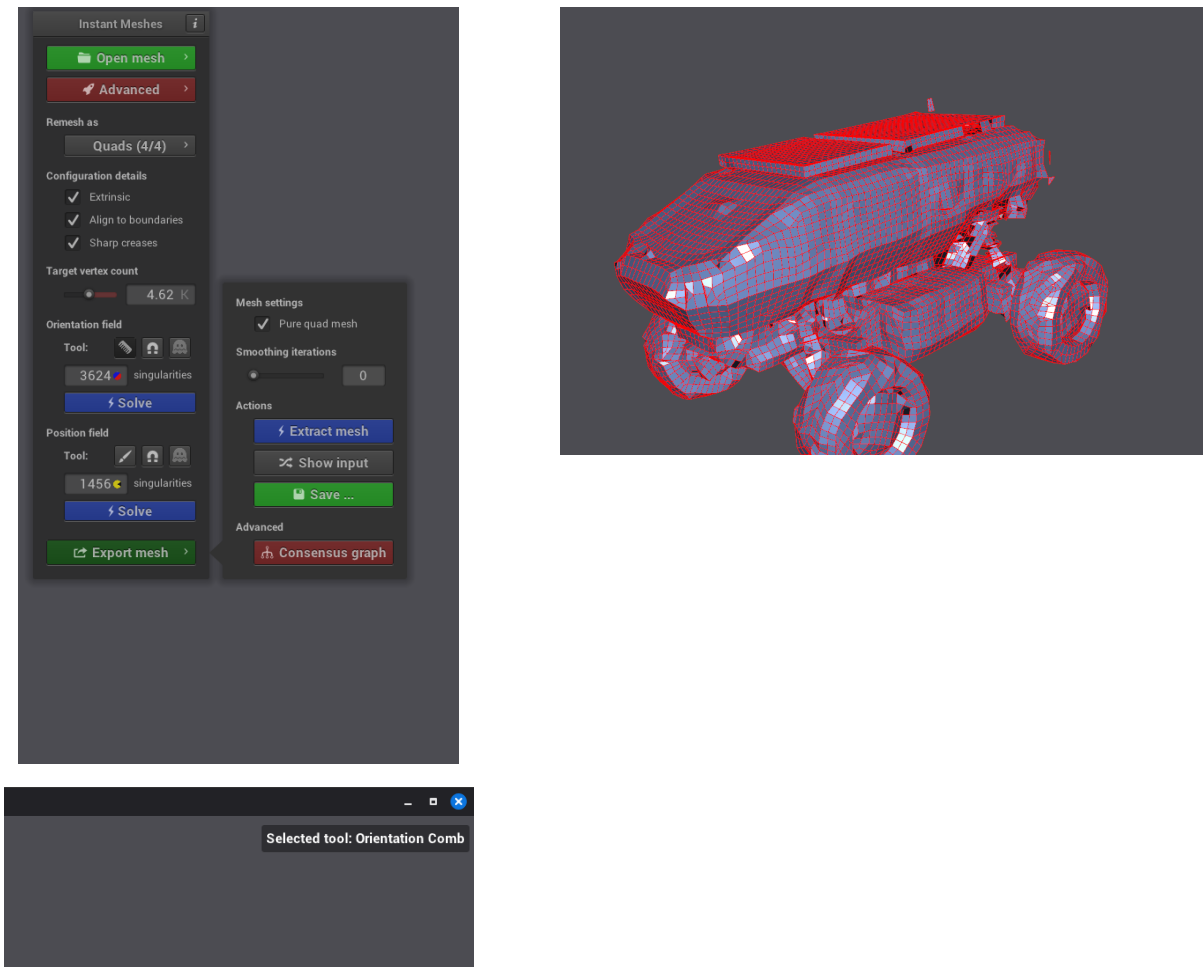 Instant Meshes i
Open mesh
Advanced
Remesh as
Quads (4/4)
Configuration details
Extrinsic
Align to boundaries
Sharp creases
Target vertex count
4.62 K
Orientation field
Tool:
3624 singularities
Solve
Position field
Tool:
1456 singularities
Solve
Export mesh
Mesh settings
Pure quad mesh
Smoothing iterations
0
Actions
Extract mesh
Show input
Save ...
Advanced
Consensus graph
Selected tool: Orientation Comb